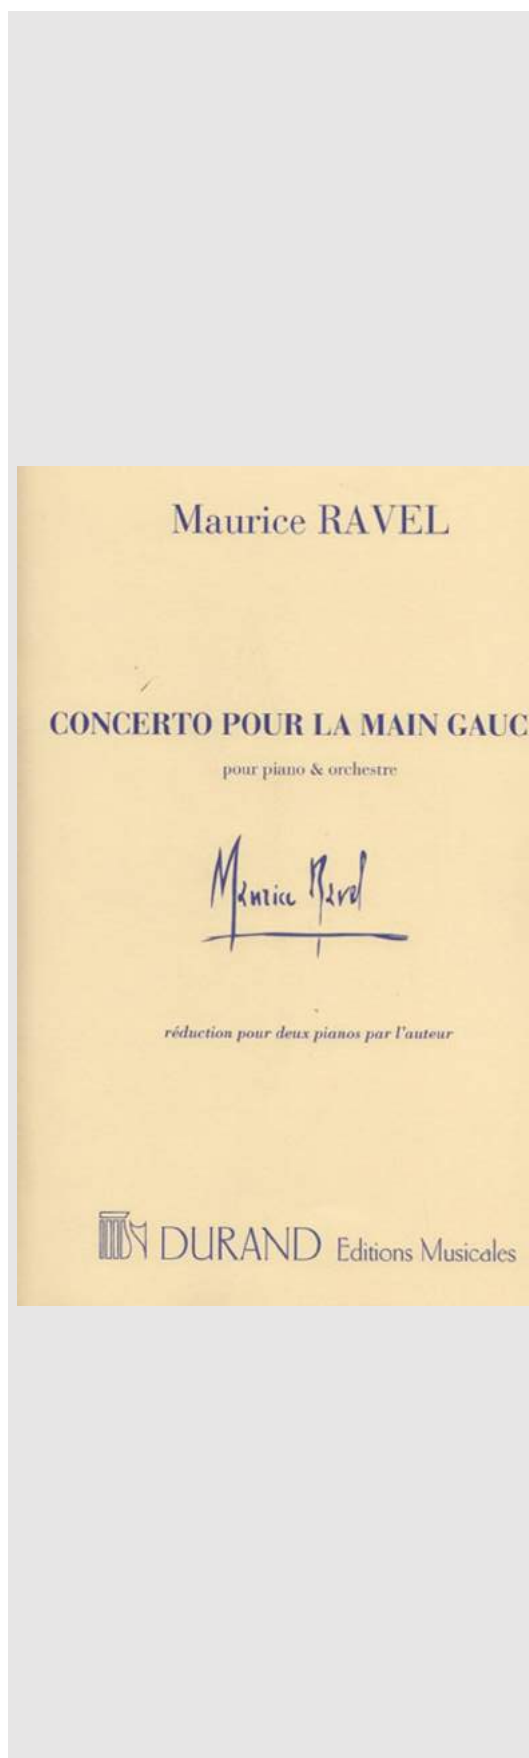 Maurice RAVEL
CONCERTO POUR LA MAIN GAUC
pour piano & orchestre
Maurice Ravel
réduction pour deux pianos par l'auteur
DURAND Editions Musicales